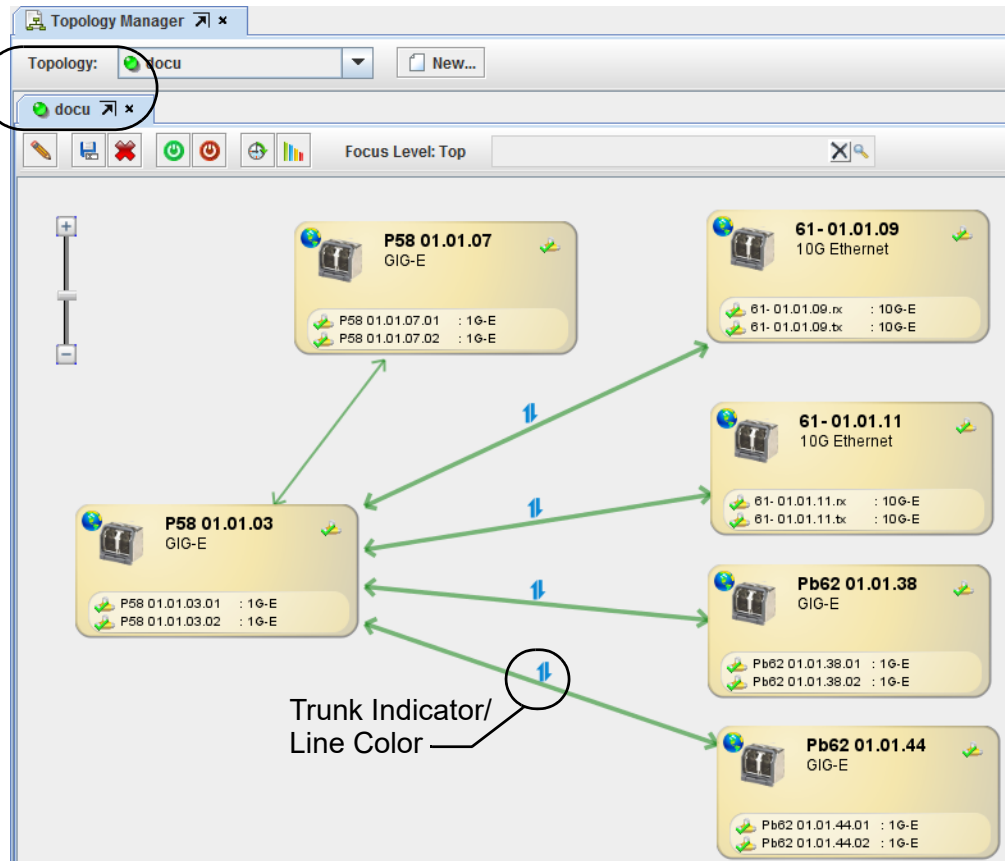 Topology Manager
Topology: docu New...
docu
Focus Level: Top
P58 01.01.07
GIG-E
P58 01.01.07.01 : 1G-E
P58 01.01.07.02 : 1G-E
61- 01.01.09
10G Ethernet
61- 01.01.09.rx : 10G-E
61- 01.01.09.tx : 10G-E
61- 01.01.11
10G Ethernet
61- 01.01.11.rx : 10G-E
61- 01.01.11.tx : 10G-E
P58 01.01.03
GIG-E
P58 01.01.03.01 : 1G-E
P58 01.01.03.02 : 1G-E
Pb62 01.01.38
GIG-E
Pb62 01.01.38.01 : 1G-E
Pb62 01.01.38.02 : 1G-E
Trunk Indicator/
Line Color
Pb62 01.01.44
GIG-E
Pb62 01.01.44.01 : 1G-E
Pb62 01.01.44.02 : 1G-E